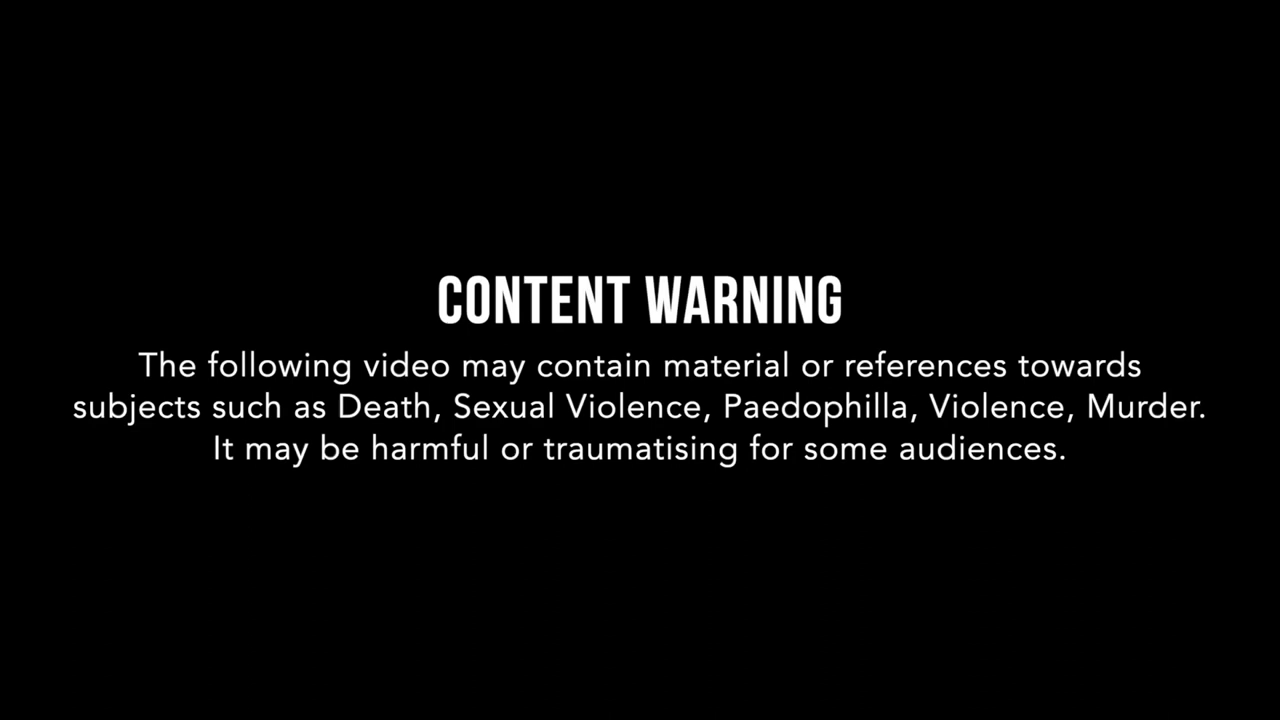 CONTENT WARNING
The following video may contain material or references towards
subjects such as Death, Sexual Violence, Paedophilla, Violence, Murder.
It may be harmful or traumatising for some audiences.